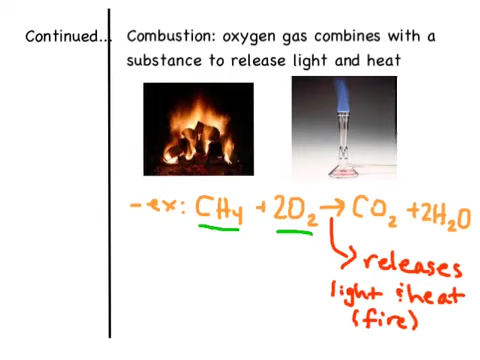 Continued...
Combustion: oxygen gas combines with a
substance to release light and heat
- ex: CH4 + 2O2 → CO2 + 2H2O
releases
light & heat
(fire)